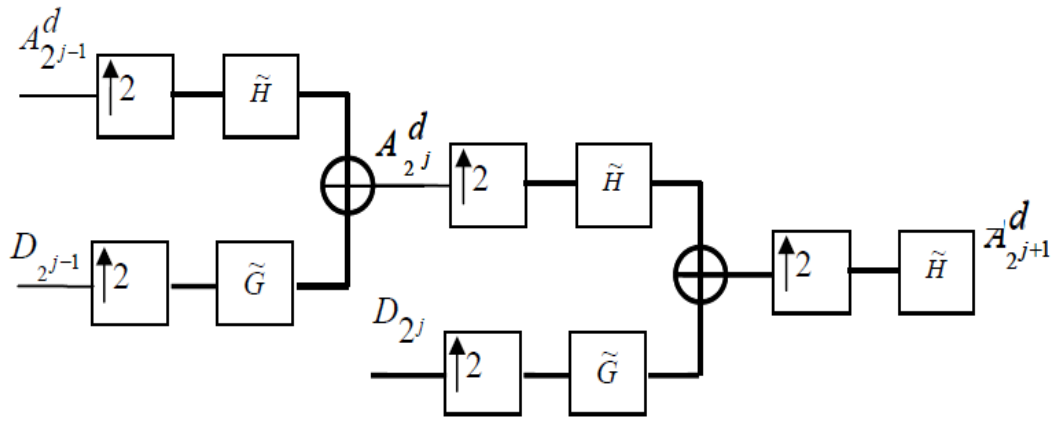 A^d_{2^{j-1}}
↑2
H̃
A^d_{2^j}
↑2
H̃
D_{2^{j-1}}
↑2
G̃
↑2
H̃
A^d_{2^{j+1}}
D_{2^j}
↑2
G̃